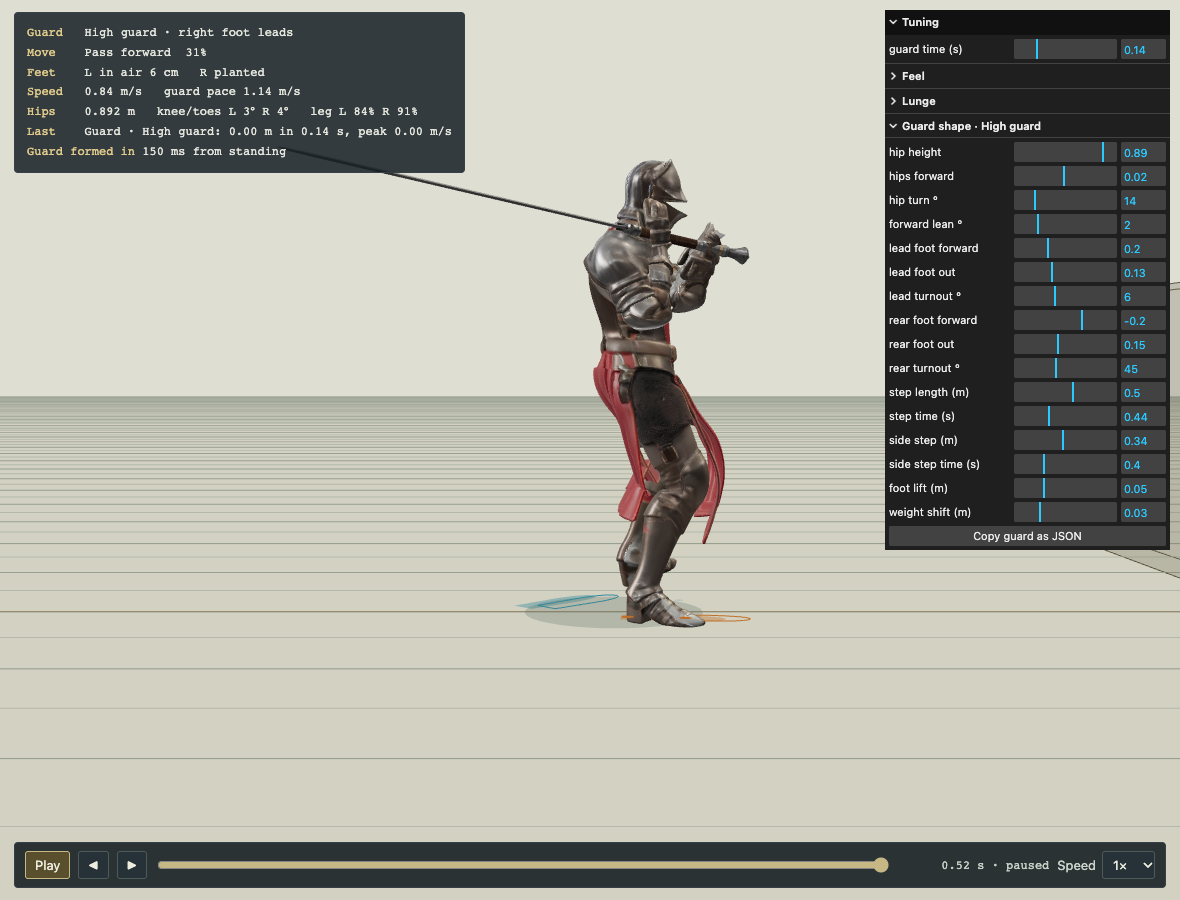 Guard High guard · right foot leads
Move Pass forward 31%
Feet L in air 6 cm R planted
Speed 0.84 m/s guard pace 1.14 m/s
Hips 0.892 m knee/toes L 3° R 4° leg L 84% R 91%
Last Guard · High guard: 0.00 m in 0.14 s, peak 0.00 m/s
Guard formed in 150 ms from standing
Tuning
guard time (s) 0.14
Feel
Lunge
Guard shape · High guard
hip height 0.89
hips forward 0.02
hip turn ° 14
forward lean ° 2
lead foot forward 0.2
lead foot out 0.13
lead turnout ° 6
rear foot forward -0.2
rear foot out 0.15
rear turnout ° 45
step length (m) 0.5
step time (s) 0.44
side step (m) 0.34
side step time (s) 0.4
foot lift (m) 0.05
weight shift (m) 0.03
Copy guard as JSON
Play 0.52 s · paused Speed 1×